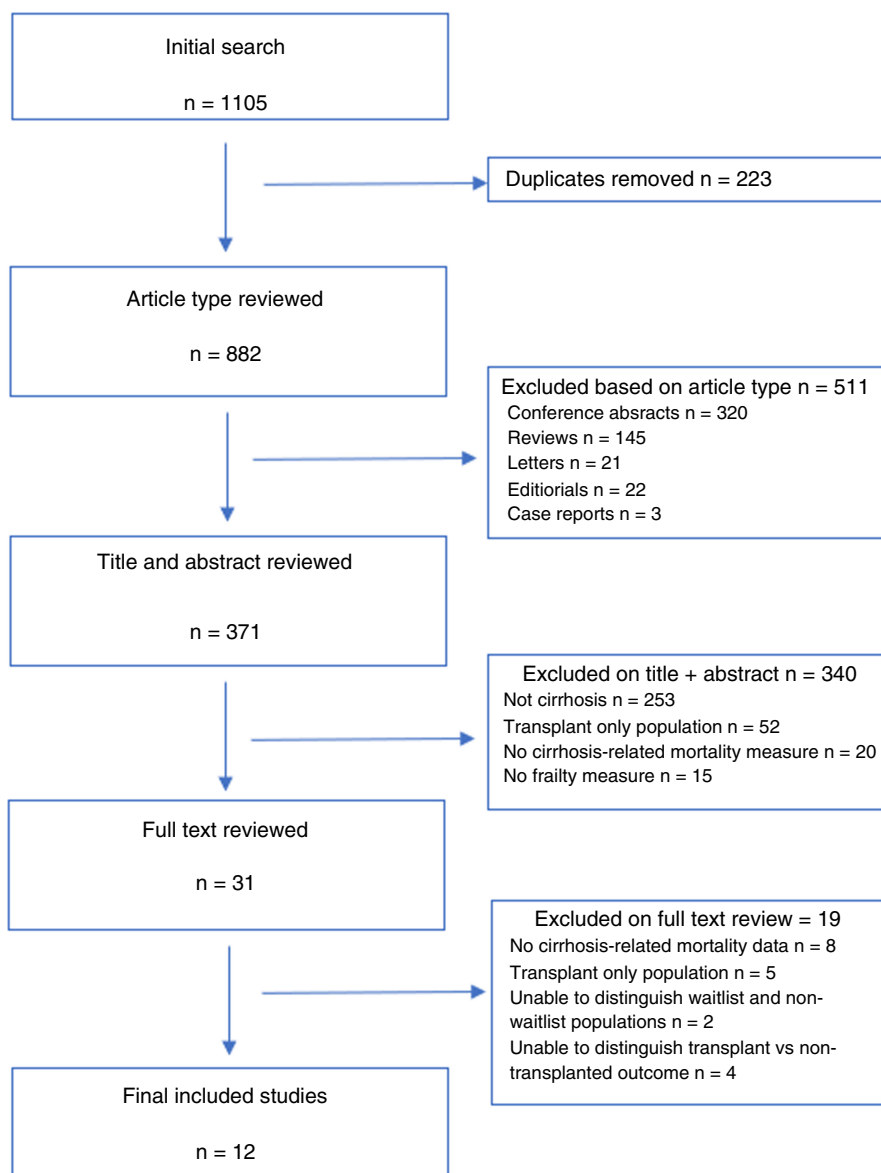 Initial search
n = 1105
Duplicates removed n = 223
Article type reviewed
n = 882
Excluded based on article type n = 511
Conference absracts n = 320
Reviews n = 145
Letters n = 21
Editiorials n = 22
Case reports n = 3
Title and abstract reviewed
n = 371
Excluded on title + abstract n = 340
Not cirrhosis n = 253
Transplant only population n = 52
No cirrhosis-related mortality measure n = 20
No frailty measure n = 15
Full text reviewed
n = 31
Excluded on full text review = 19
No cirrhosis-related mortality data n = 8
Transplant only population n = 5
Unable to distinguish waitlist and non-
waitlist populations n = 2
Unable to distinguish transplant vs non-
transplanted outcome n = 4
Final included studies
n = 12